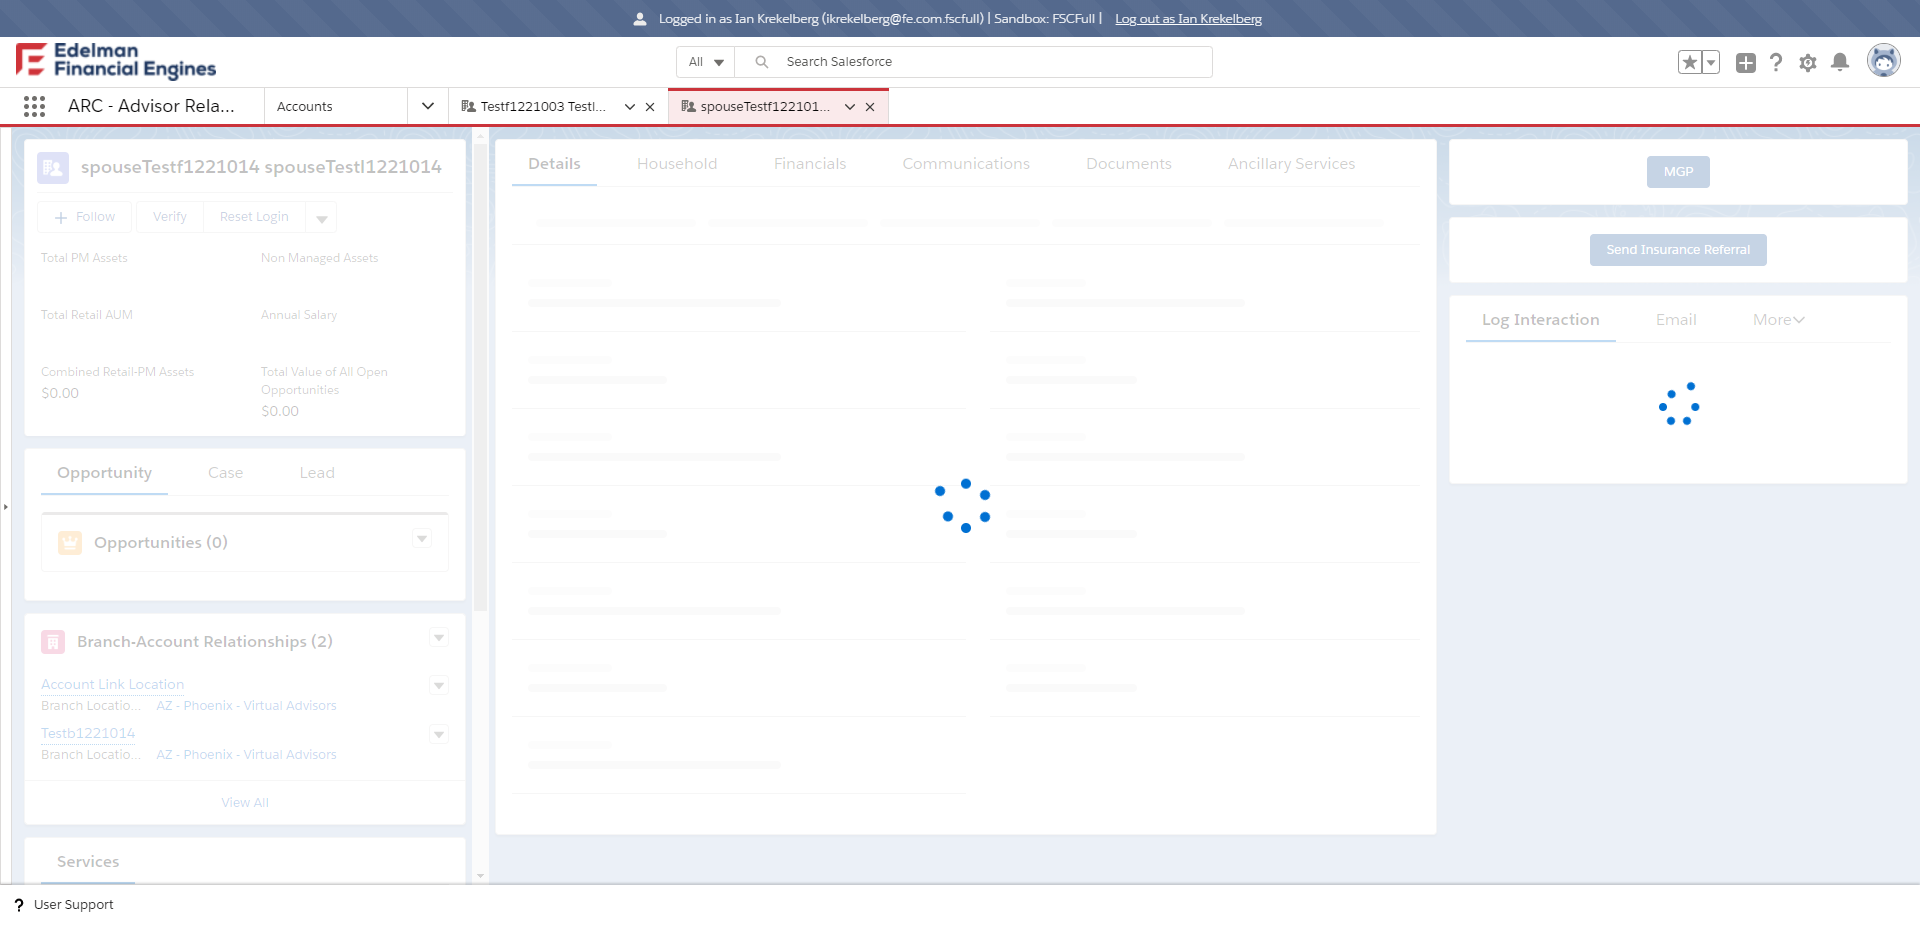 Logged in as Ian Krekelberg (ikrekelberg@fe.com.fscfull) | Sandbox: FSCFull | Log out as Ian Krekelberg
Edelman
Financial Engines
All
Search Salesforce
ARC - Advisor Rela...
Accounts
Testf1221003 Testl...
spouseTestf122101...
spouseTestf1221014 spouseTestl1221014
Follow
Verify
Reset Login
Total PM Assets
Non Managed Assets
Total Retail AUM
Annual Salary
Combined Retail-PM Assets
$0.00
Total Value of All Open
Opportunities
$0.00
Opportunity
Case
Lead
Opportunities (0)
Branch-Account Relationships (2)
Account Link Location
Branch Locatio... AZ - Phoenix - Virtual Advisors
Testb1221014
Branch Locatio... AZ - Phoenix - Virtual Advisors
View All
Services
Details
Household
Financials
Communications
Documents
Ancillary Services
MGP
Send Insurance Referral
Log Interaction
Email
More
? User Support